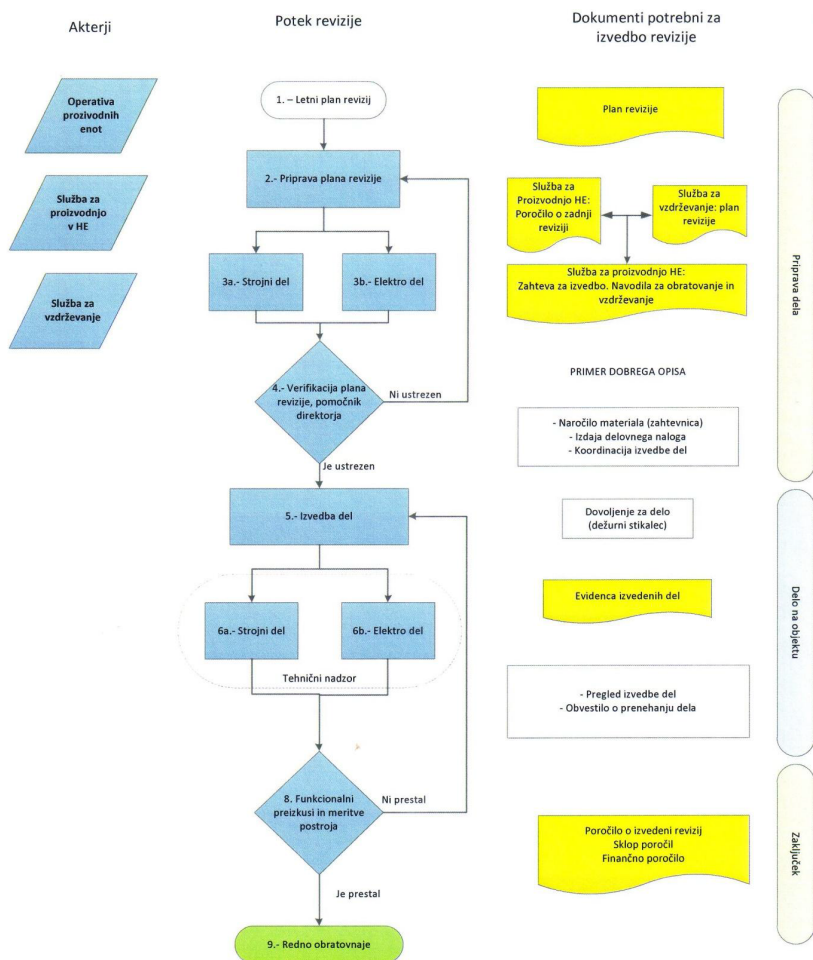 Akterji
Potek revizije
Dokumenti potrebni za
izvedbo revizije
Operativa
prozivodnih
enot
Služba za
proizvodnjo
v HE
Služba za
vzdrževanje
1. – Letni plan revizij
2.- Priprava plana revizije
3a.- Strojni del
3b.- Elektro del
4.- Verifikacija plana
revizije, pomočnik
direktorja
Ni ustrezen
Je ustrezen
5.- Izvedba del
6a.- Strojni del
6b.- Elektro del
Tehnični nadzor
8. Funkcionalni
preizkusi in meritve
postroja
Ni prestal
Je prestal
9.- Redno obratovnaje
Plan revizije
Služba za
Proizvodnjo HE:
Poročilo o zadnji
reviziji
Služba za
vzdrževanje: plan
revizije
Služba za proizvodnjo HE:
Zahteva za izvedbo. Navodila za obratovanje in
vzdrževanje
PRIMER DOBREGA OPISA
- Naročilo materiala (zahtevnica)
- Izdaja delovnega naloga
- Koordinacija izvedbe del
Dovoljenje za delo
(dežurni stikalec)
Evidenca izvedenih del
- Pregled izvedbe del
- Obvestilo o prenehanju dela
Poročilo o izvedeni revizij
Sklop poročil
Finančno poročilo
Priprava dela
Delo na objektu
Zaključek